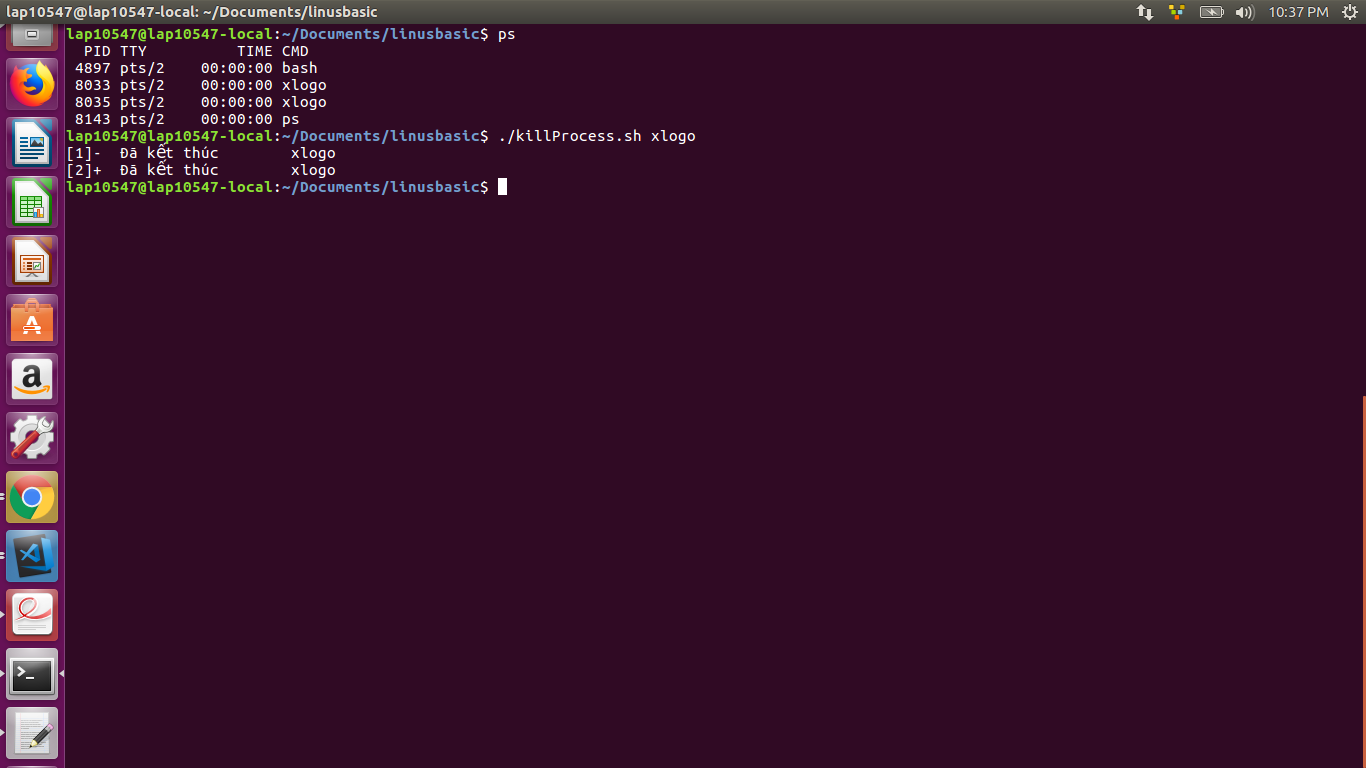 lap10547@lap10547-local: ~/Documents/linusbasic
10:37 PM
lap10547@lap10547-local:~/Documents/linusbasic$ ps
  PID TTY          TIME CMD
 4897 pts/2    00:00:00 bash
 8033 pts/2    00:00:00 xlogo
 8035 pts/2    00:00:00 xlogo
 8143 pts/2    00:00:00 ps
lap10547@lap10547-local:~/Documents/linusbasic$ ./killProcess.sh xlogo
[1]-  Đã kết thúc        xlogo
[2]+  Đã kết thúc        xlogo
lap10547@lap10547-local:~/Documents/linusbasic$